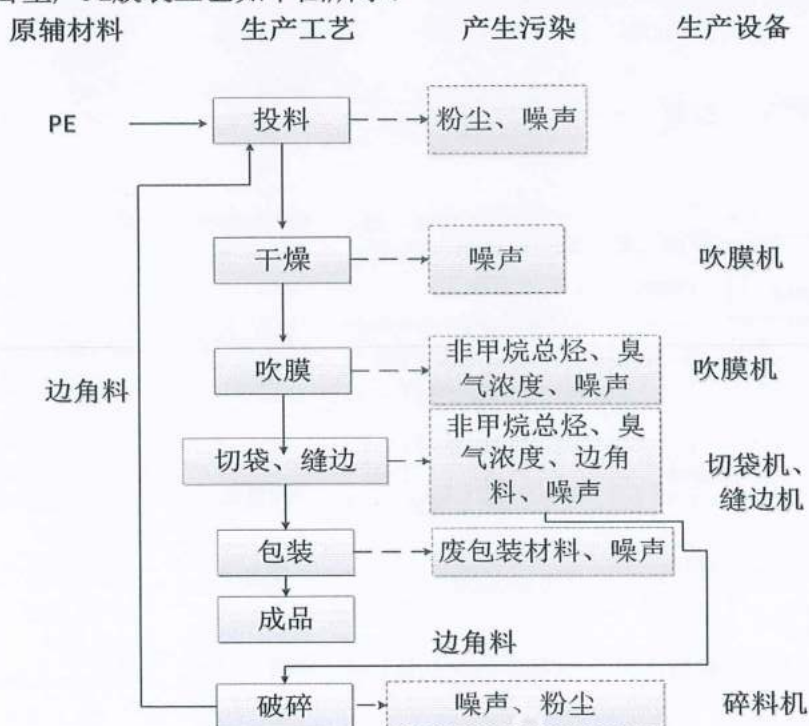 原辅材料 生产工艺 产生污染 生产设备
PE 投料 粉尘、噪声
干燥 噪声 吹膜机
吹膜 非甲烷总烃、臭
气浓度、噪声 吹膜机
边角料
切袋、缝边 非甲烷总烃、臭
气浓度、边角
料、噪声 切袋机、
缝边机
包装 废包装材料、噪声
成品
边角料
破碎 噪声、粉尘 碎料机